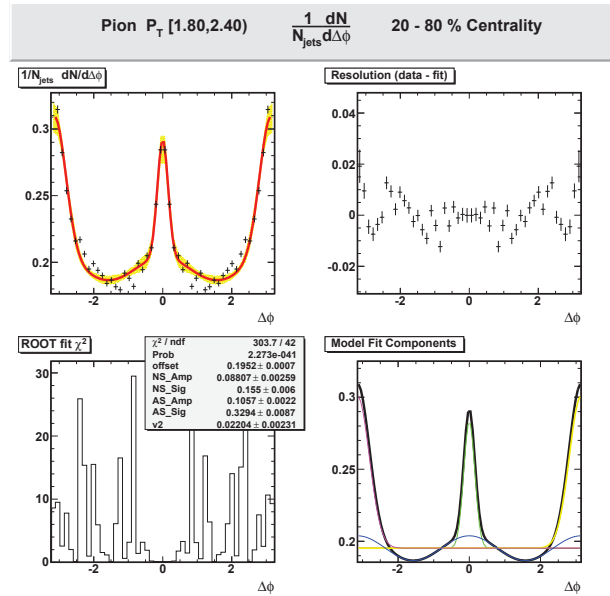 Pion P_T [1.80,2.40) 1 dN / N_jets dΔϕ 20 - 80 % Centrality
1/N_jets dN/dΔϕ
0.3
0.25
0.2
-2 0 2
Δϕ
Resolution (data - fit)
0.04
0.02
0
-0.02
-2 0 2
Δϕ
ROOT fit χ²
30
20
10
0
-2 0 2
Δϕ
χ² / ndf 303.7 / 42
Prob 2.273e-041
offset 0.1952 ± 0.0007
NS_Amp 0.08807 ± 0.00259
NS_Sig 0.155 ± 0.006
AS_Amp 0.1057 ± 0.0022
AS_Sig 0.3294 ± 0.0087
v2 0.02204 ± 0.00231
Model Fit Components
0.3
0.25
0.2
-2 0 2
Δϕ